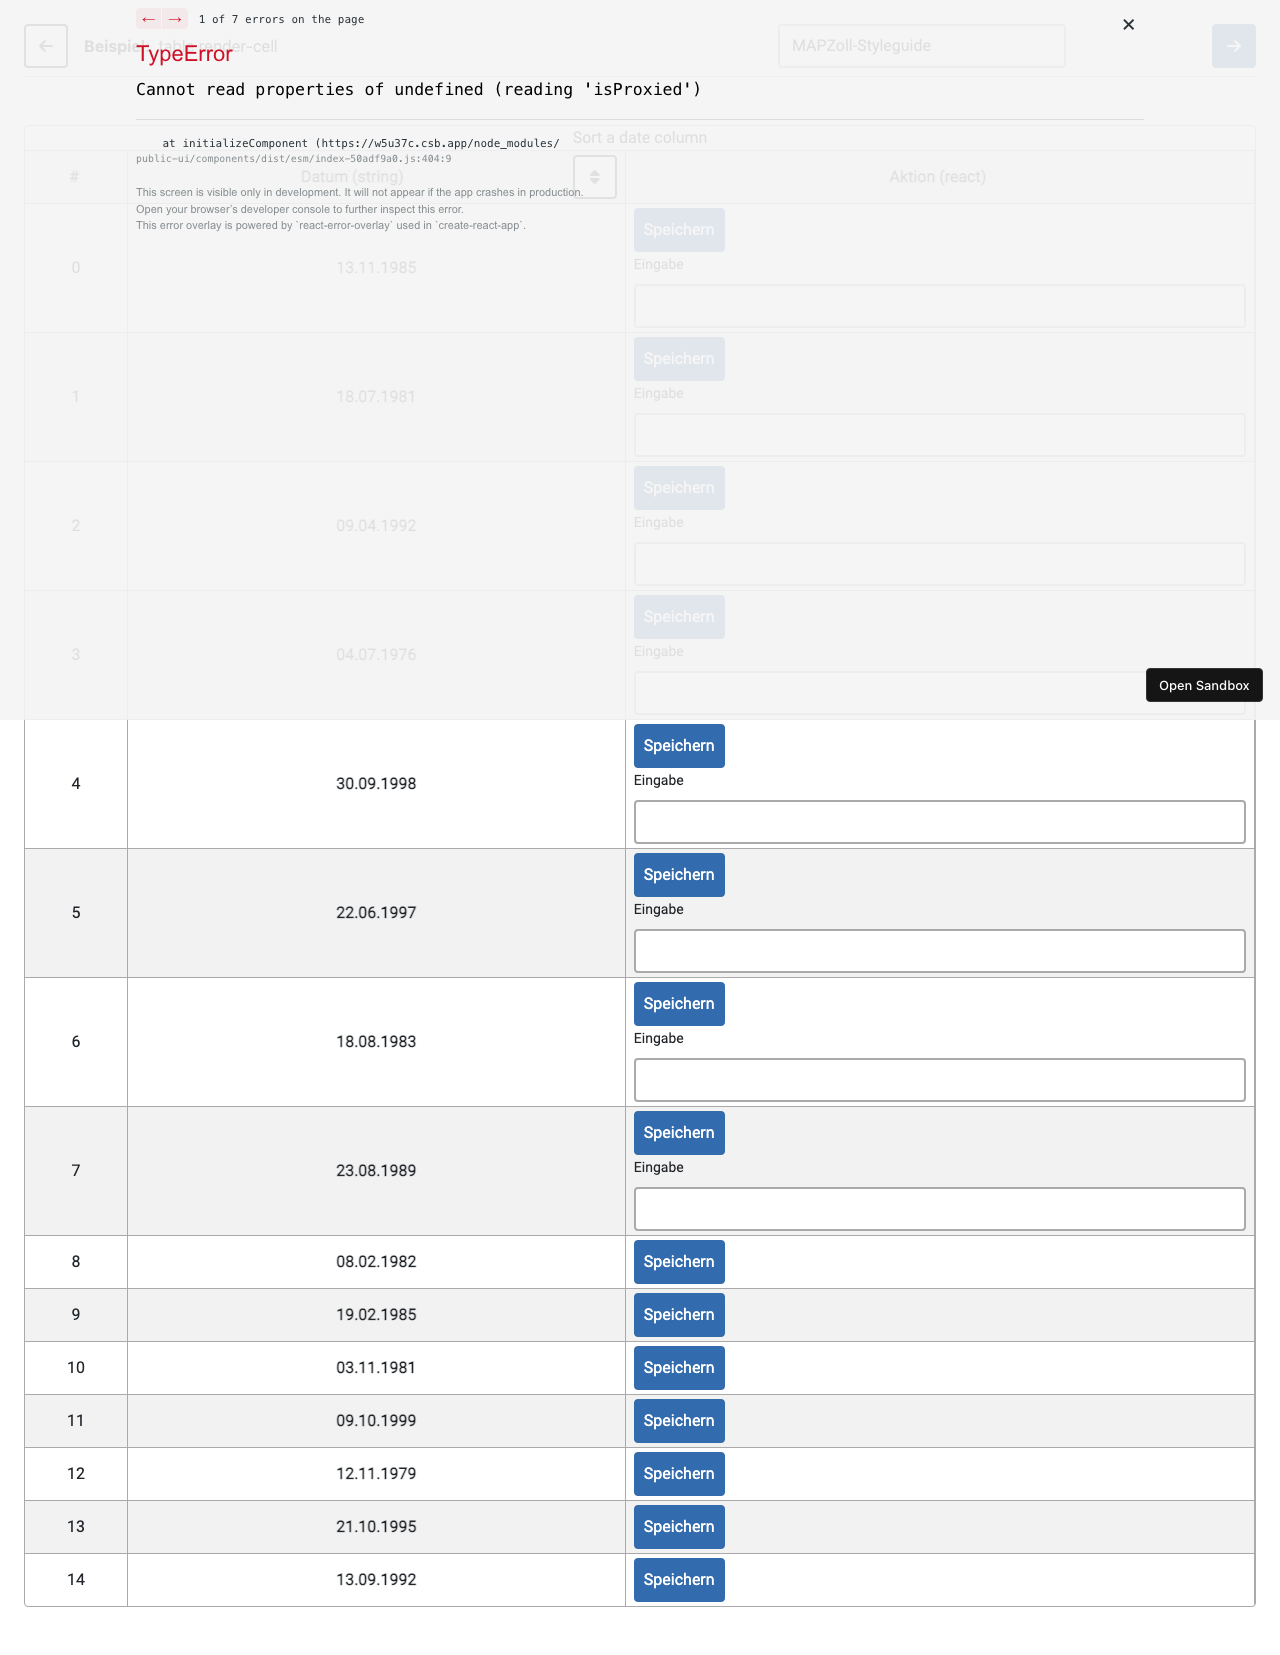 ← → 1 of 7 errors on the page
×
← Beispiel table render-cell MAPZoll-Styleguide →
TypeError
Cannot read properties of undefined (reading 'isProxied')
Sort a date column
at initializeComponent (https://w5u37c.csb.app/node_modules/
public-ui/components/dist/esm/index-50adf9a0.js:404:9
# Datum (string) Aktion (react)
This screen is visible only in development. It will not appear if the app crashes in production.
Open your browser's developer console to further inspect this error.
This error overlay is powered by `react-error-overlay` used in `create-react-app`.
Speichern
Eingabe
0 13.11.1985
Speichern
Eingabe
1 18.07.1981
Speichern
Eingabe
2 09.04.1992
Speichern
Eingabe
3 04.07.1976
Open Sandbox
Speichern
Eingabe
4 30.09.1998
Speichern
Eingabe
5 22.06.1997
Speichern
Eingabe
6 18.08.1983
Speichern
Eingabe
7 23.08.1989
8 08.02.1982 Speichern
9 19.02.1985 Speichern
10 03.11.1981 Speichern
11 09.10.1999 Speichern
12 12.11.1979 Speichern
13 21.10.1995 Speichern
14 13.09.1992 Speichern